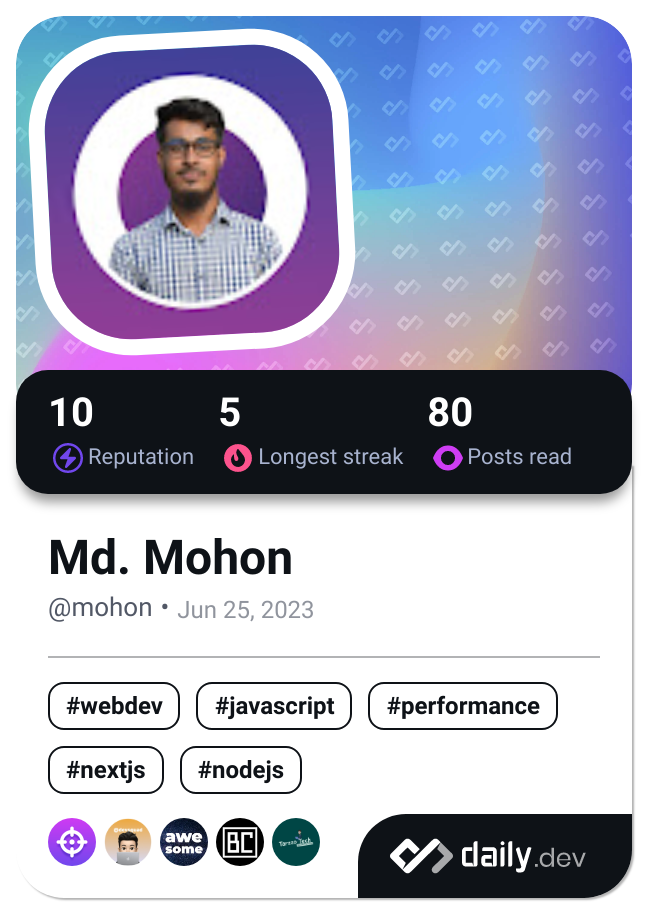 10 5 80
Reputation Longest streak Posts read
Md. Mohon
@mohon • Jun 25, 2023
#webdev #javascript #performance
#nextjs #nodejs
awe
some
BC
daily.dev